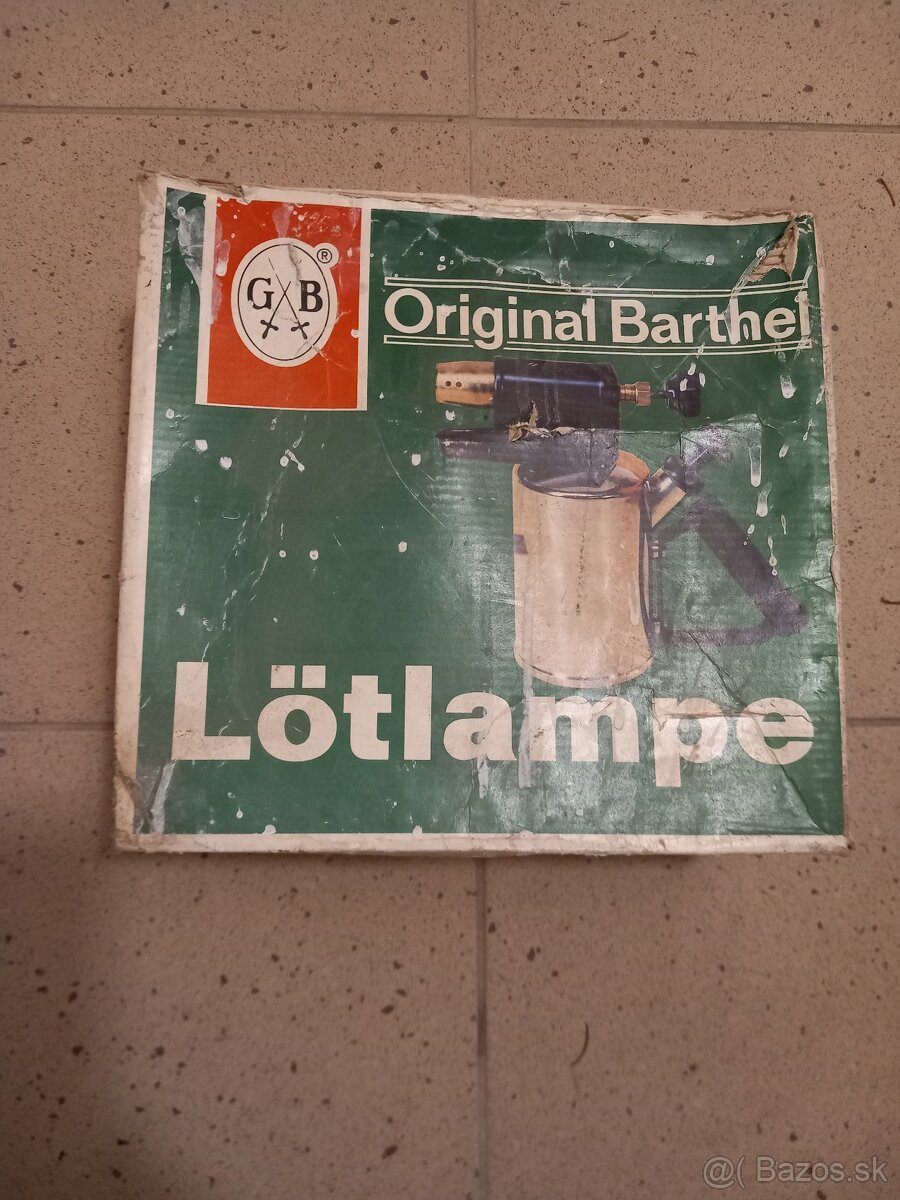 G B ®
Original Barthel
Lötlampe
@( Bazos.sk